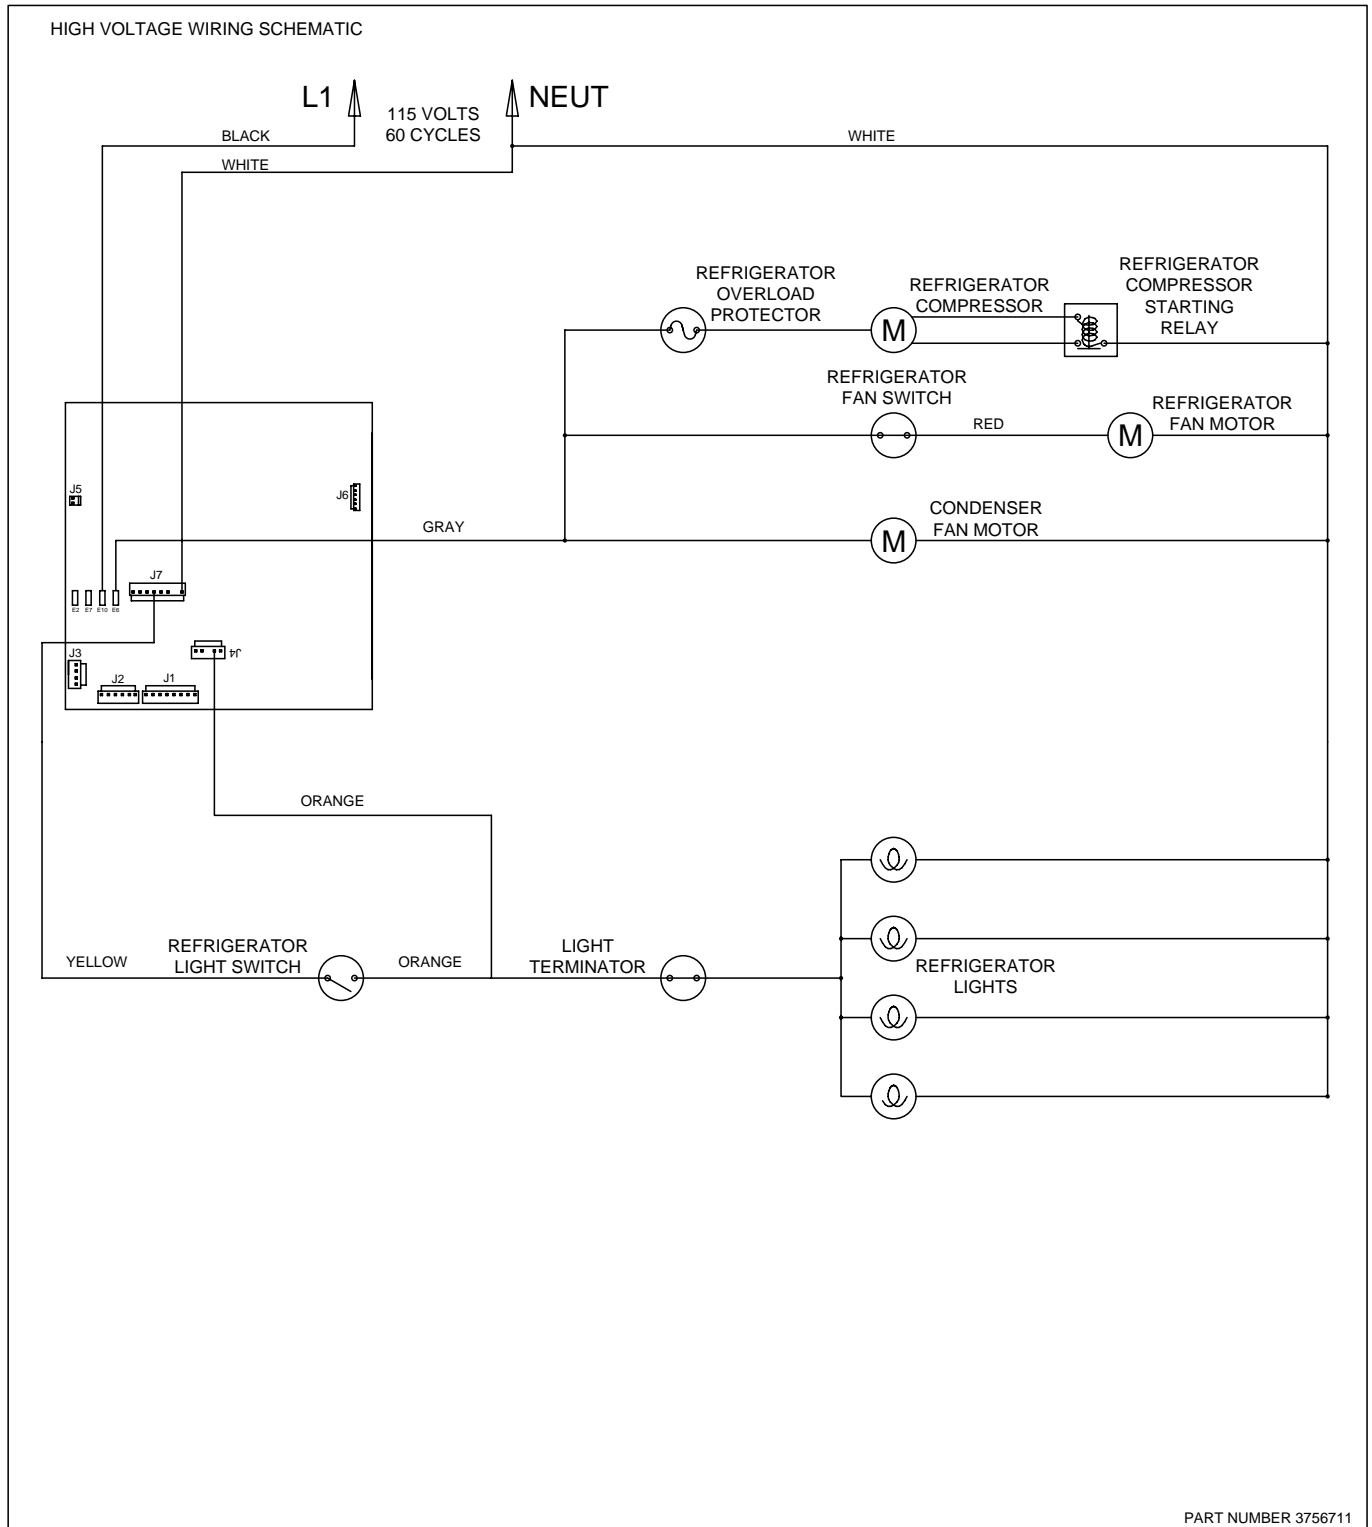 HIGH VOLTAGE WIRING SCHEMATIC
L1
NEUT
115 VOLTS
60 CYCLES
BLACK
WHITE
WHITE
REFRIGERATOR
OVERLOAD
PROTECTOR
REFRIGERATOR
COMPRESSOR
REFRIGERATOR
COMPRESSOR
STARTING
RELAY
M
REFRIGERATOR
FAN SWITCH
RED
REFRIGERATOR
FAN MOTOR
M
J5
J6
GRAY
CONDENSER
FAN MOTOR
M
J7
E2
E7
E10
E6
J4
J3
J2
J1
ORANGE
YELLOW
REFRIGERATOR
LIGHT SWITCH
ORANGE
LIGHT
TERMINATOR
REFRIGERATOR
LIGHTS
PART NUMBER 3756711